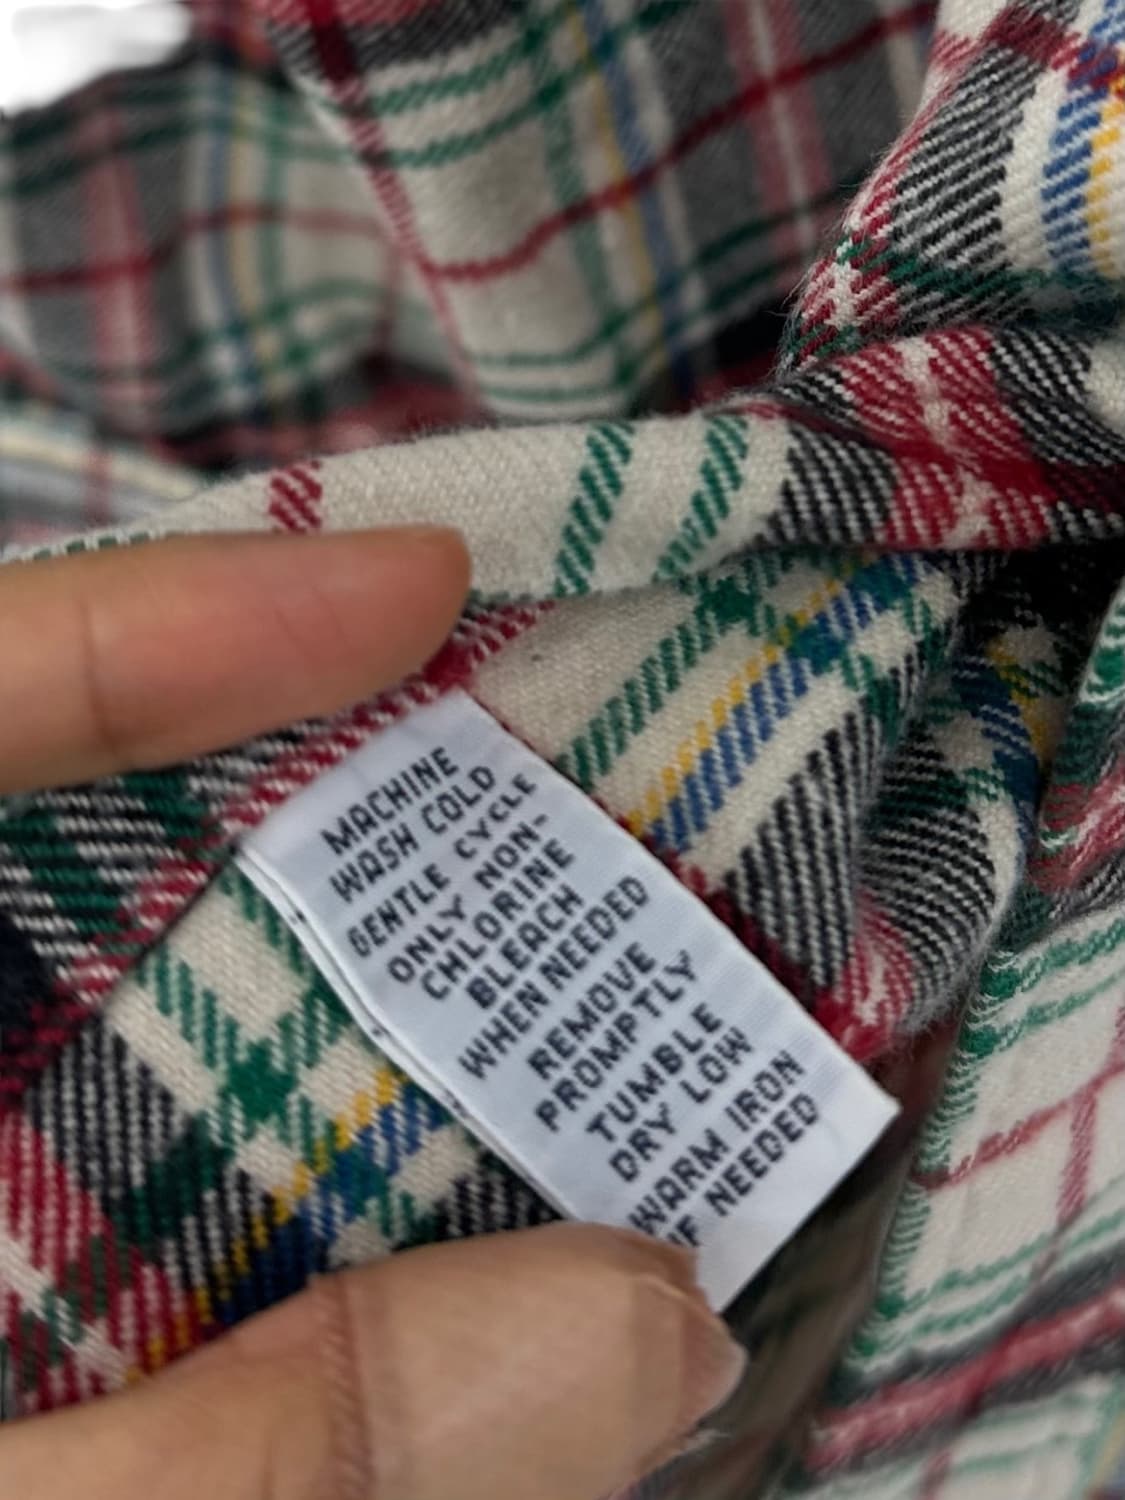 MACHINE
WASH COLD
GENTLE CYCLE
ONLY NON-
CHLORINE
BLEACH
WHEN NEEDED
REMOVE
PROMPTLY
TUMBLE
DRY LOW
WARM IRON
IF NEEDED